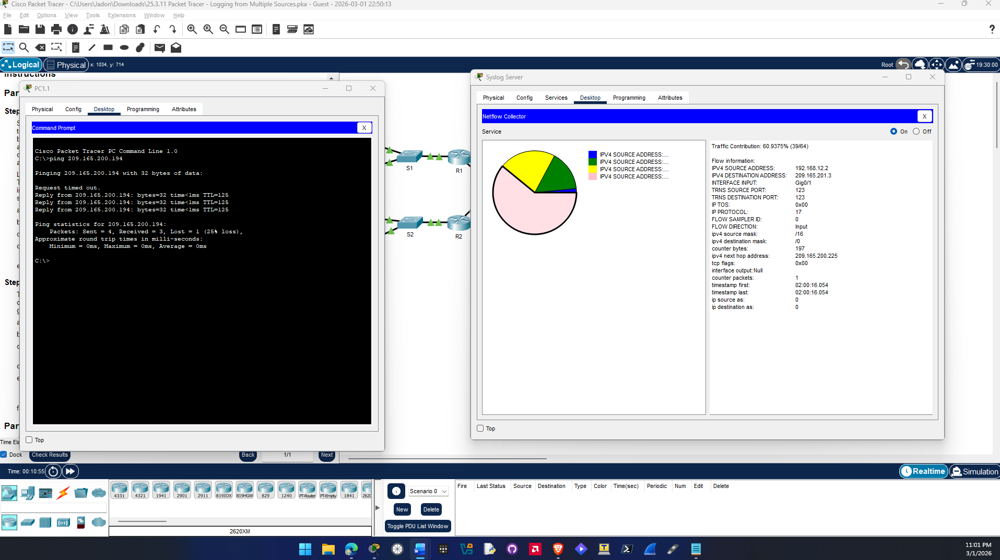 Cisco Packet Tracer - C:\Users\Jadon\Downloads\25.3.11 Packet Tracer - Logging from Multiple Sources.pka - Guest - 2026-03-01 22:50:13
File Edit Options View Tools Extensions Window Help
Logical Physical x: 1034, y: 714
Root 19:30:00
Instructions
Par
Step
Step
Par
Time Ela
Dock Check Results Back 1/1 Next
PC1.1
Physical Config Desktop Programming Attributes
Command Prompt X
Cisco Packet Tracer PC Command Line 1.0
C:\>ping 209.165.200.194
Pinging 209.165.200.194 with 32 bytes of data:
Request timed out.
Reply from 209.165.200.194: bytes=32 time<1ms TTL=125
Reply from 209.165.200.194: bytes=32 time<1ms TTL=125
Reply from 209.165.200.194: bytes=32 time<1ms TTL=125
Ping statistics for 209.165.200.194:
Packets: Sent = 4, Received = 3, Lost = 1 (25% loss),
Approximate round trip times in milli-seconds:
Minimum = 0ms, Maximum = 0ms, Average = 0ms
C:\>
Top
S1
R1
S2
R2
Syslog Server
Physical Config Services Desktop Programming Attributes
Netflow Collector X
Service On Off
IPV4 SOURCE ADDRESS:...
IPV4 SOURCE ADDRESS:...
IPV4 SOURCE ADDRESS:...
IPV4 SOURCE ADDRESS:...
Traffic Contribution: 60.9375% (39/64)
Flow information:
IPV4 SOURCE ADDRESS: 192.168.12.2
IPV4 DESTINATION ADDRESS: 209.165.201.3
INTERFACE INPUT: Gig0/1
TRNS SOURCE PORT: 123
TRNS DESTINATION PORT: 123
IP TOS: 0x00
IP PROTOCOL: 17
FLOW SAMPLER ID: 0
FLOW DIRECTION: Input
ipv4 source mask: /16
ipv4 destination mask: /0
counter bytes: 197
ipv4 next hop address: 209.165.200.225
tcp flags: 0x00
interface output:Null
counter packets: 1
timestamp first: 02:00:16.054
timestamp last: 02:00:16.054
ip source as: 0
ip destination as: 0
Top
Time: 00:10:55
Realtime Simulation
4331 4321 1941 2901 2911 819IOX 819HGW 829 1240 PT-Router PT-Empty 1841 2620
2620XM
Scenario 0
New Delete
Toggle PDU List Window
Fire Last Status Source Destination Type Color Time(sec) Periodic Num Edit Delete
11:01 PM
3/1/2026